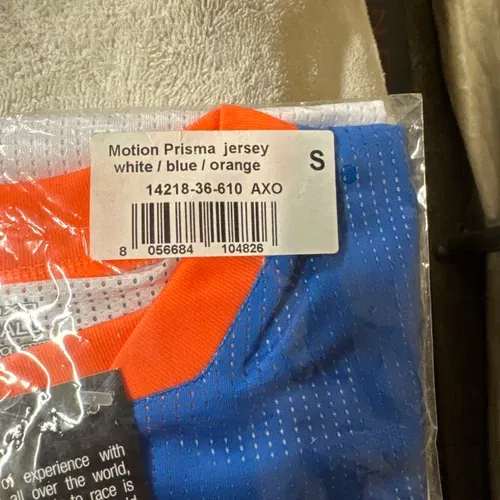 Motion Prisma jersey
white / blue / orange
S
14218-36-610 AXO
8 056684 104826
of experience with
all over the world,
to race is